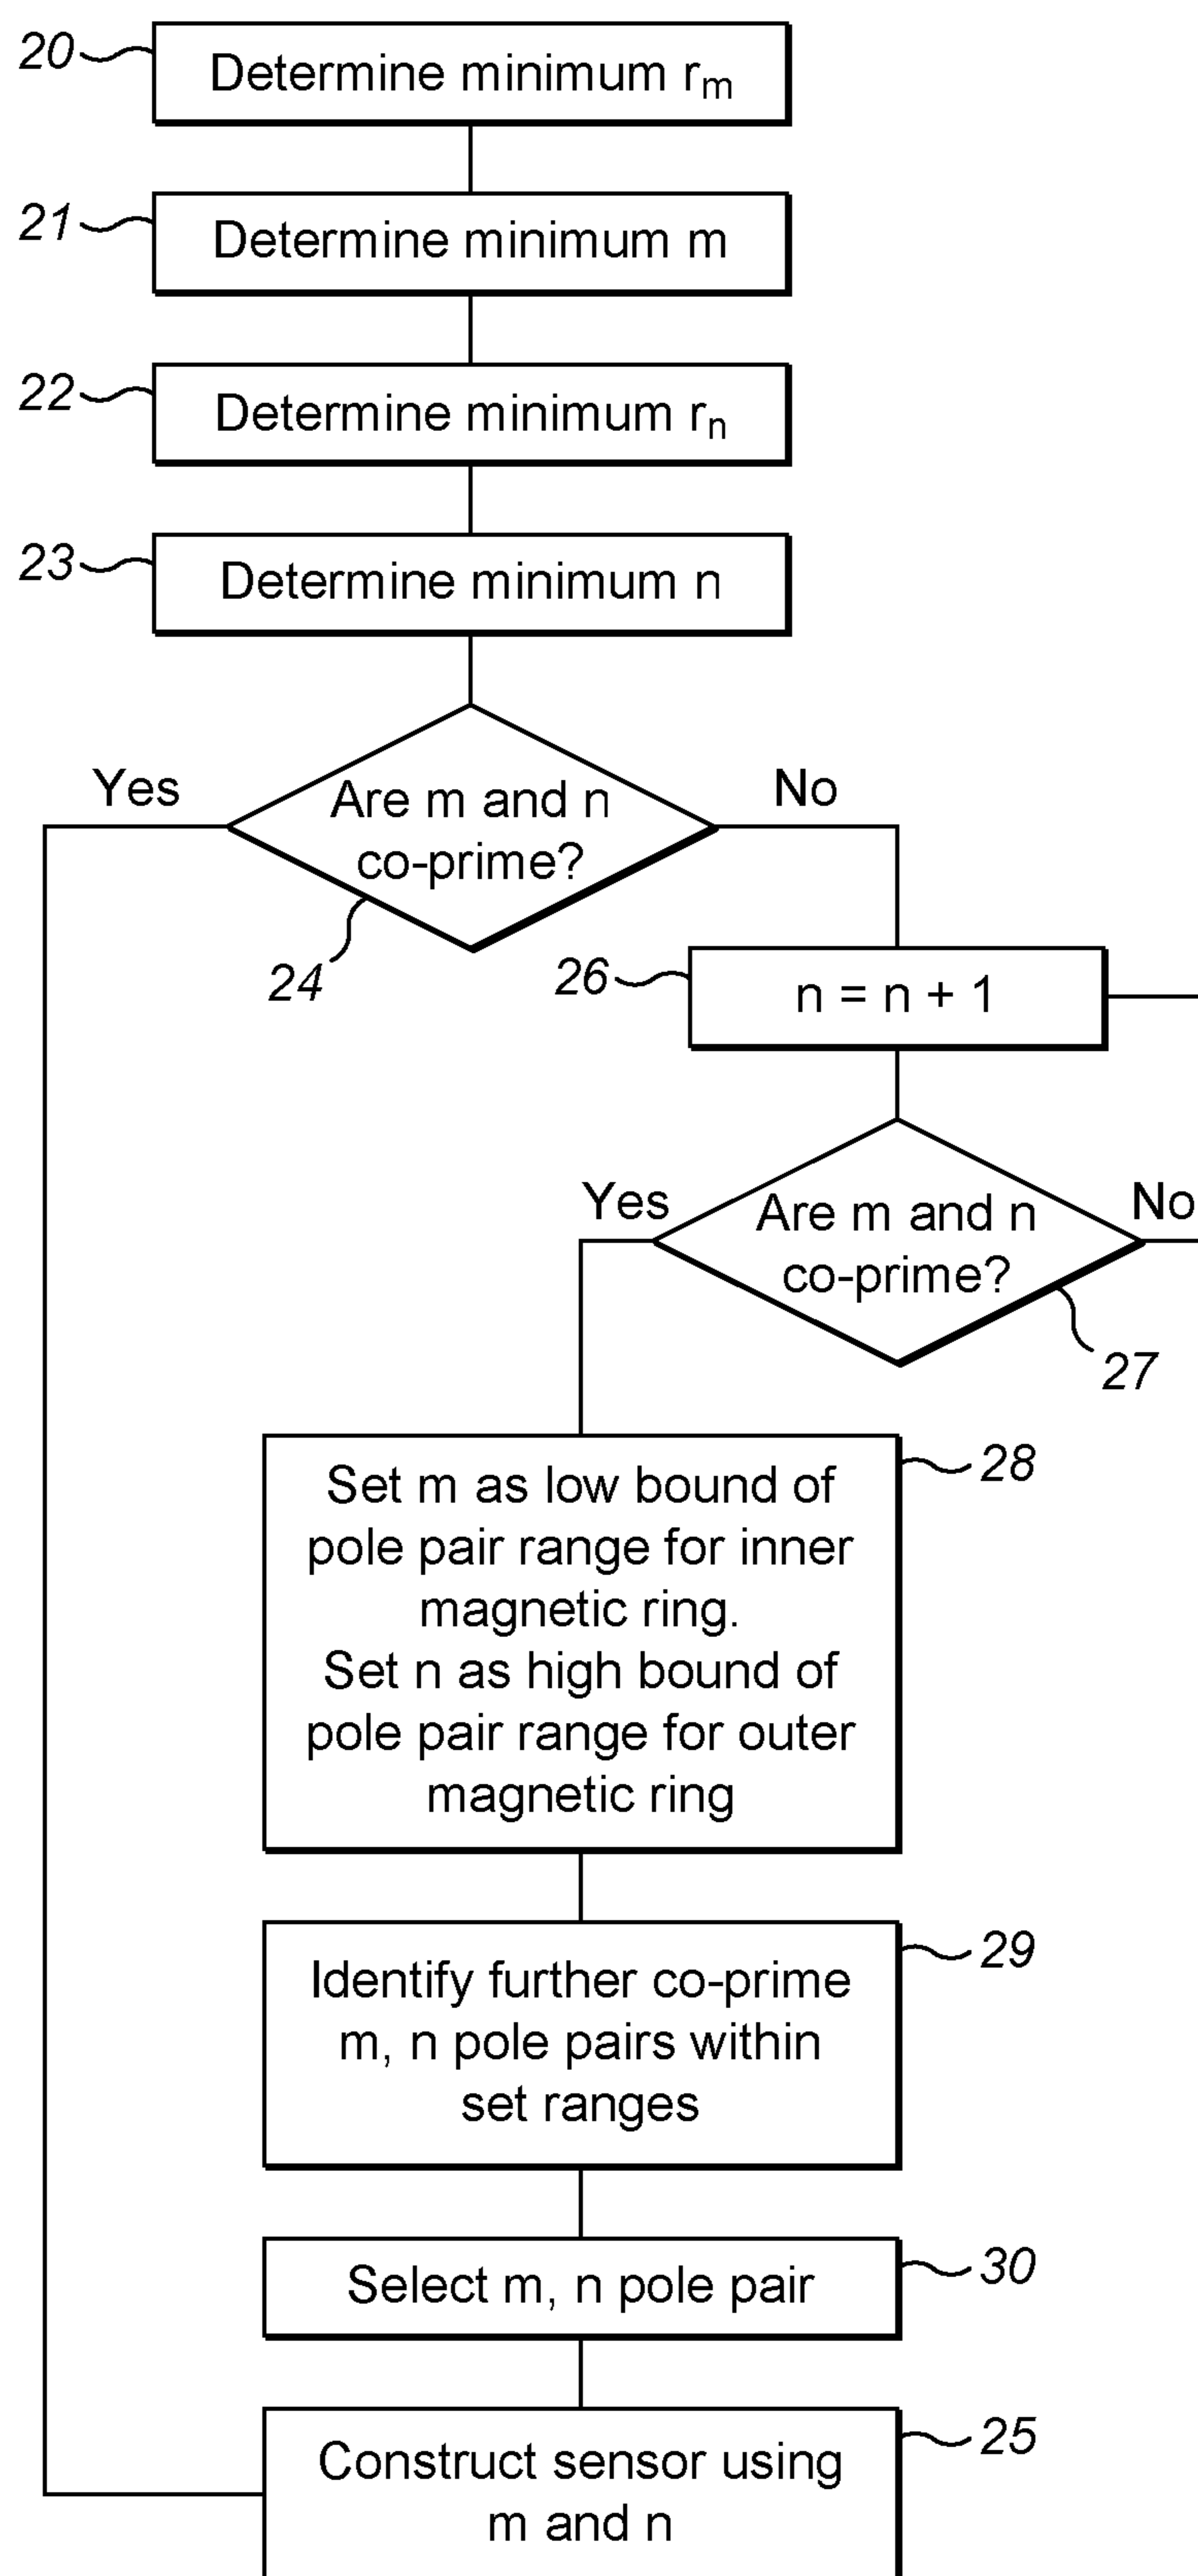 20
Determine minimum rm
21
Determine minimum m
22
Determine minimum rn
23
Determine minimum n
Yes
No
Are m and n
co-prime?
24
26
n = n + 1
Yes
No
Are m and n
co-prime?
27
28
Set m as low bound of
pole pair range for inner
magnetic ring.
Set n as high bound of
pole pair range for outer
magnetic ring
29
Identify further co-prime
m, n pole pairs within
set ranges
30
Select m, n pole pair
25
Construct sensor using
m and n